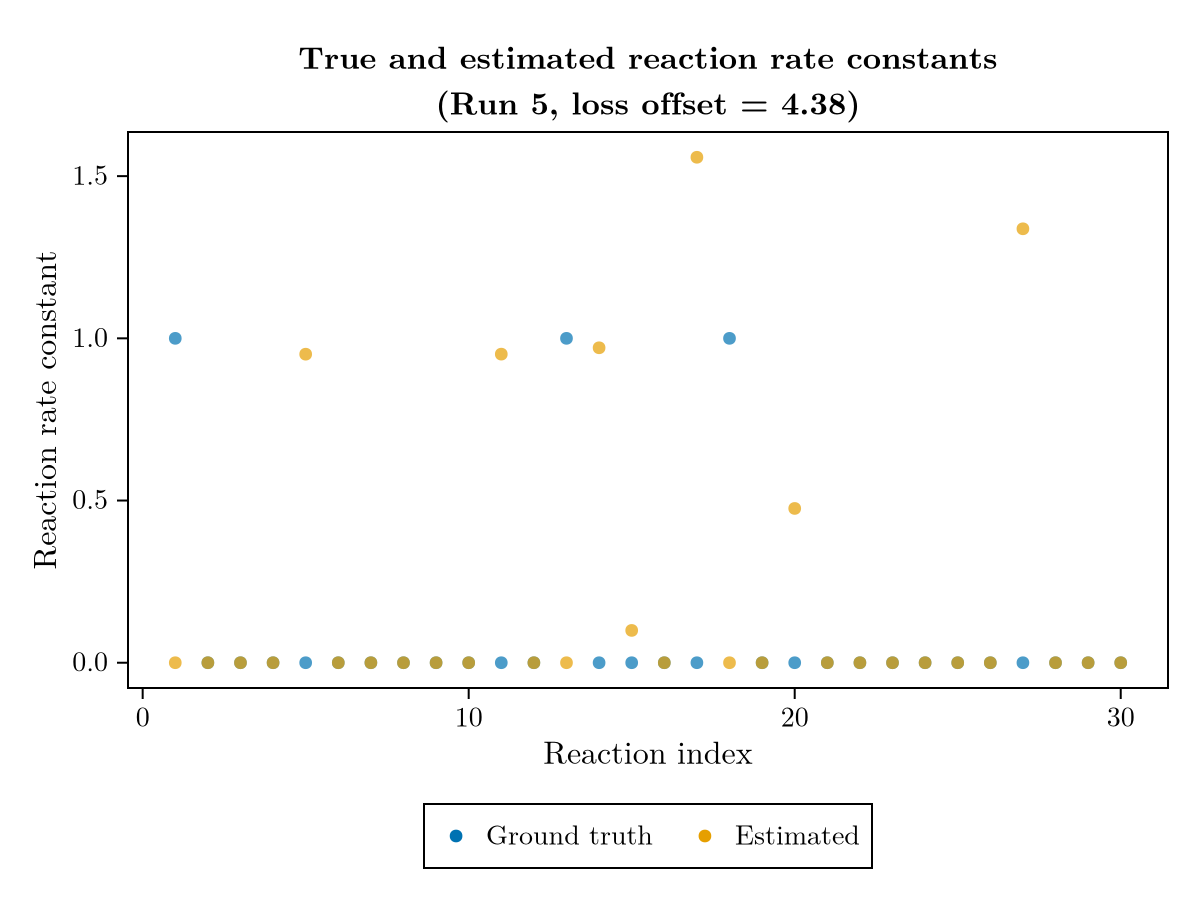 True and estimated reaction rate constants
(Run 5, loss offset = 4.38)
Reaction rate constant
1.5
1.0
0.5
0.0
0 10 20 30
Reaction index
Ground truth Estimated